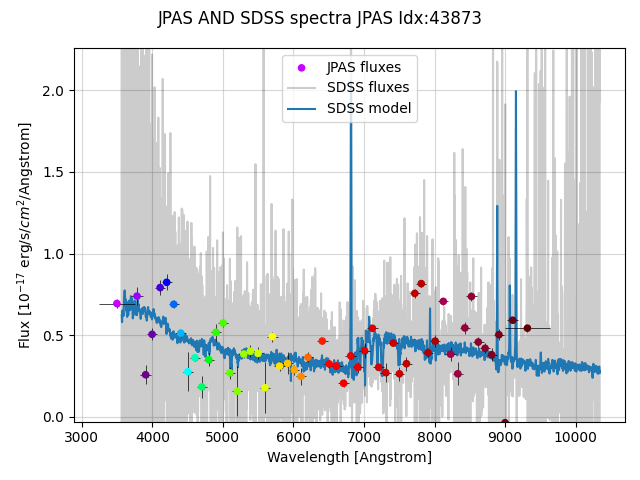 JPAS AND SDSS spectra JPAS Idx:43873
JPAS fluxes
SDSS fluxes
SDSS model
Flux [10⁻¹⁷ erg/s/cm²/Angstrom]
2.0
1.5
1.0
0.5
0.0
3000 4000 5000 6000 7000 8000 9000 10000
Wavelength [Angstrom]